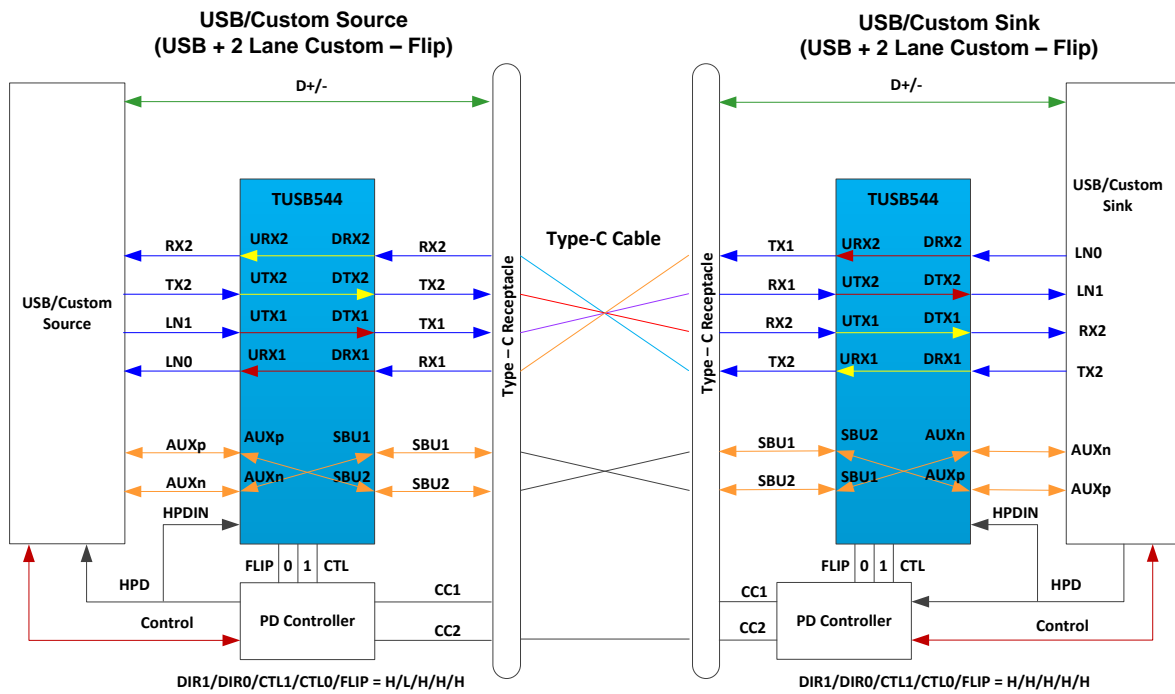 USB/Custom Source
(USB + 2 Lane Custom – Flip)
USB/Custom Sink
(USB + 2 Lane Custom – Flip)
D+/-
D+/-
TUSB544
TUSB544
USB/Custom
Source
USB/Custom
Sink
Type-C Cable
Type – C Receptacle
Type – C Receptacle
RX2
URX2
DRX2
RX2
TX1
URX2
DRX2
LN0
TX2
UTX2
DTX2
TX2
RX1
UTX2
DTX2
LN1
LN1
UTX1
DTX1
TX1
RX2
UTX1
DTX1
RX2
LN0
URX1
DRX1
RX1
TX2
URX1
DRX1
TX2
AUXp
AUXp
SBU1
SBU1
SBU1
SBU2
AUXn
AUXn
AUXn
AUXn
SBU2
SBU2
SBU2
SBU1
AUXp
AUXp
HPDIN
HPDIN
FLIP
0
1
CTL
FLIP
0
1
CTL
HPD
CC1
CC1
HPD
Control
PD Controller
CC2
CC2
PD Controller
Control
DIR1/DIR0/CTL1/CTL0/FLIP = H/L/H/H/H
DIR1/DIR0/CTL1/CTL0/FLIP = H/H/H/H/H